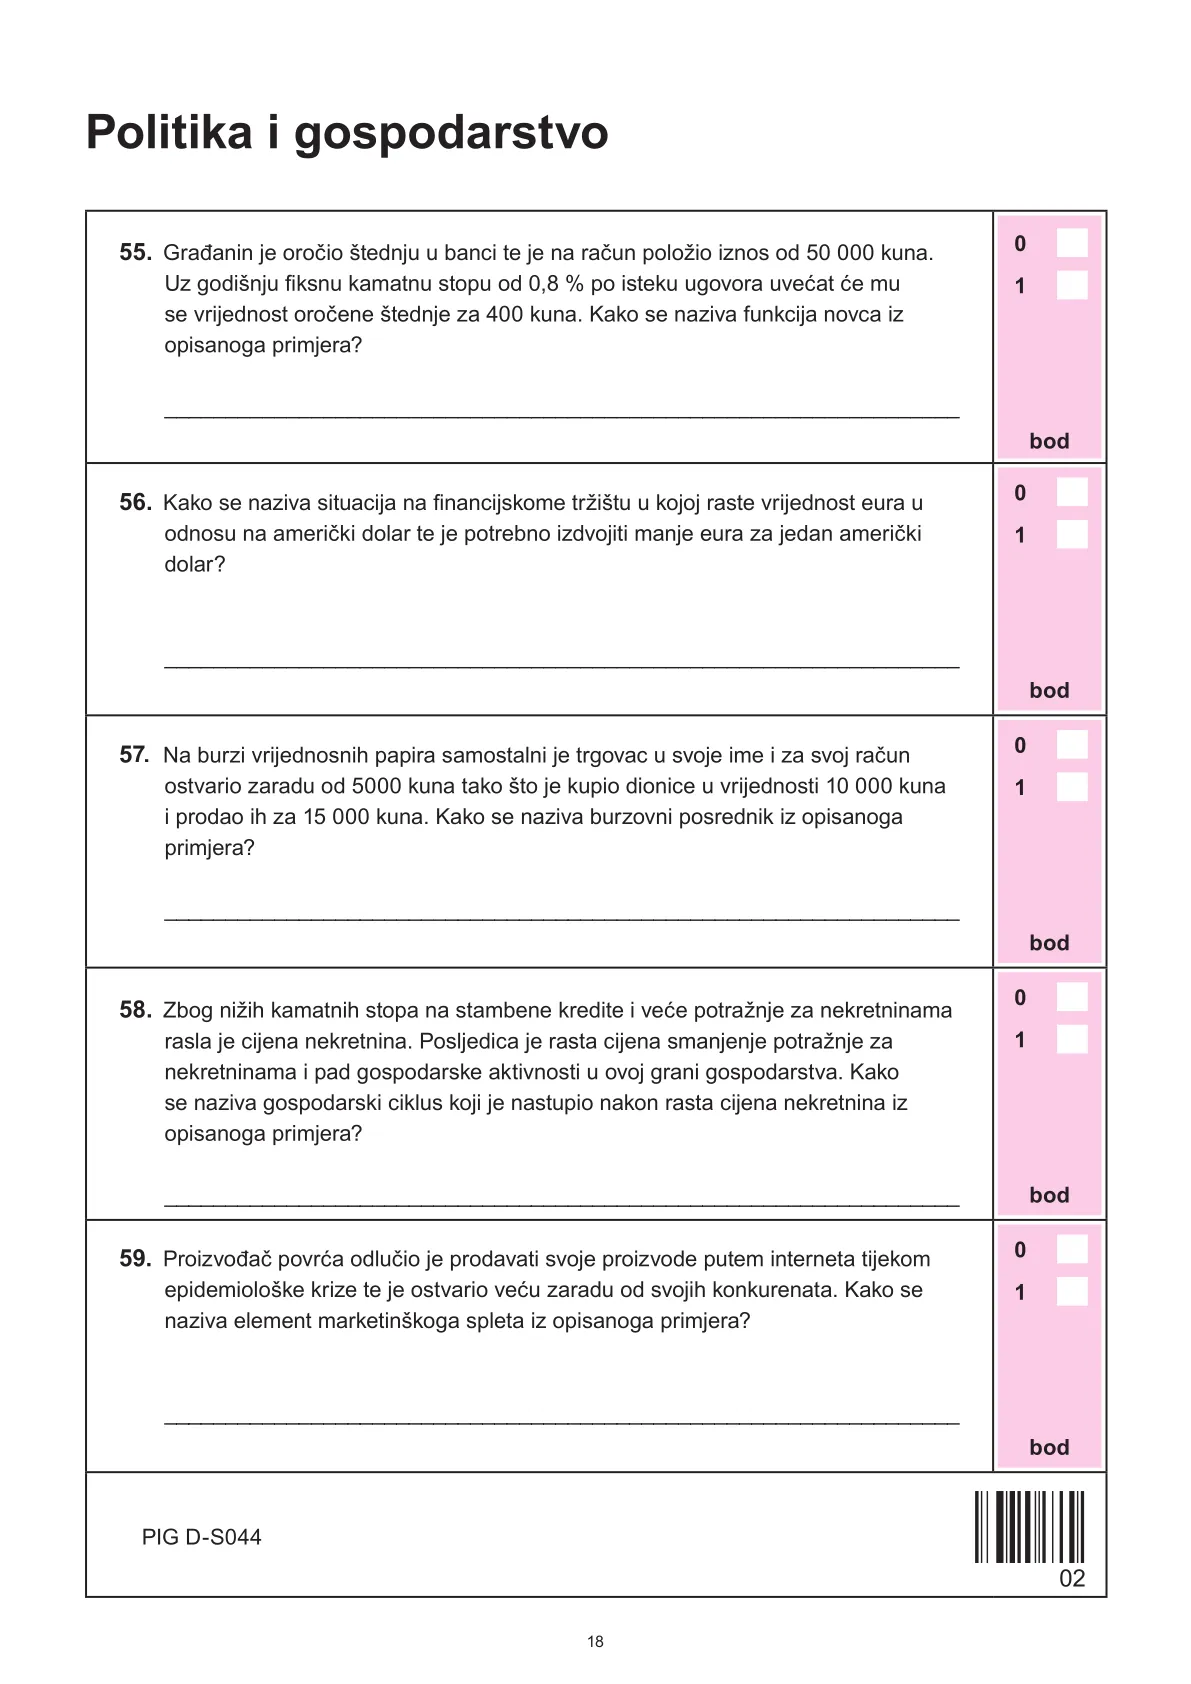 Politika i gospodarstvo
55. Građanin je oročio štednju u banci te je na račun položio iznos od 50 000 kuna.
Uz godišnju fiksnu kamatnu stopu od 0,8 % po isteku ugovora uvećat će mu
se vrijednost oročene štednje za 400 kuna. Kako se naziva funkcija novca iz
opisanoga primjera?
0
1
bod
56. Kako se naziva situacija na financijskome tržištu u kojoj raste vrijednost eura u
odnosu na američki dolar te je potrebno izdvojiti manje eura za jedan američki
dolar?
0
1
bod
57. Na burzi vrijednosnih papira samostalni je trgovac u svoje ime i za svoj račun
ostvario zaradu od 5000 kuna tako što je kupio dionice u vrijednosti 10 000 kuna
i prodao ih za 15 000 kuna. Kako se naziva burzovni posrednik iz opisanoga
primjera?
0
1
bod
58. Zbog nižih kamatnih stopa na stambene kredite i veće potražnje za nekretninama
rasla je cijena nekretnina. Posljedica je rasta cijena smanjenje potražnje za
nekretninama i pad gospodarske aktivnosti u ovoj grani gospodarstva. Kako
se naziva gospodarski ciklus koji je nastupio nakon rasta cijena nekretnina iz
opisanoga primjera?
0
1
bod
59. Proizvođač povrća odlučio je prodavati svoje proizvode putem interneta tijekom
epidemiološke krize te je ostvario veću zaradu od svojih konkurenata. Kako se
naziva element marketinškoga spleta iz opisanoga primjera?
0
1
bod
PIG D-S044
02
18